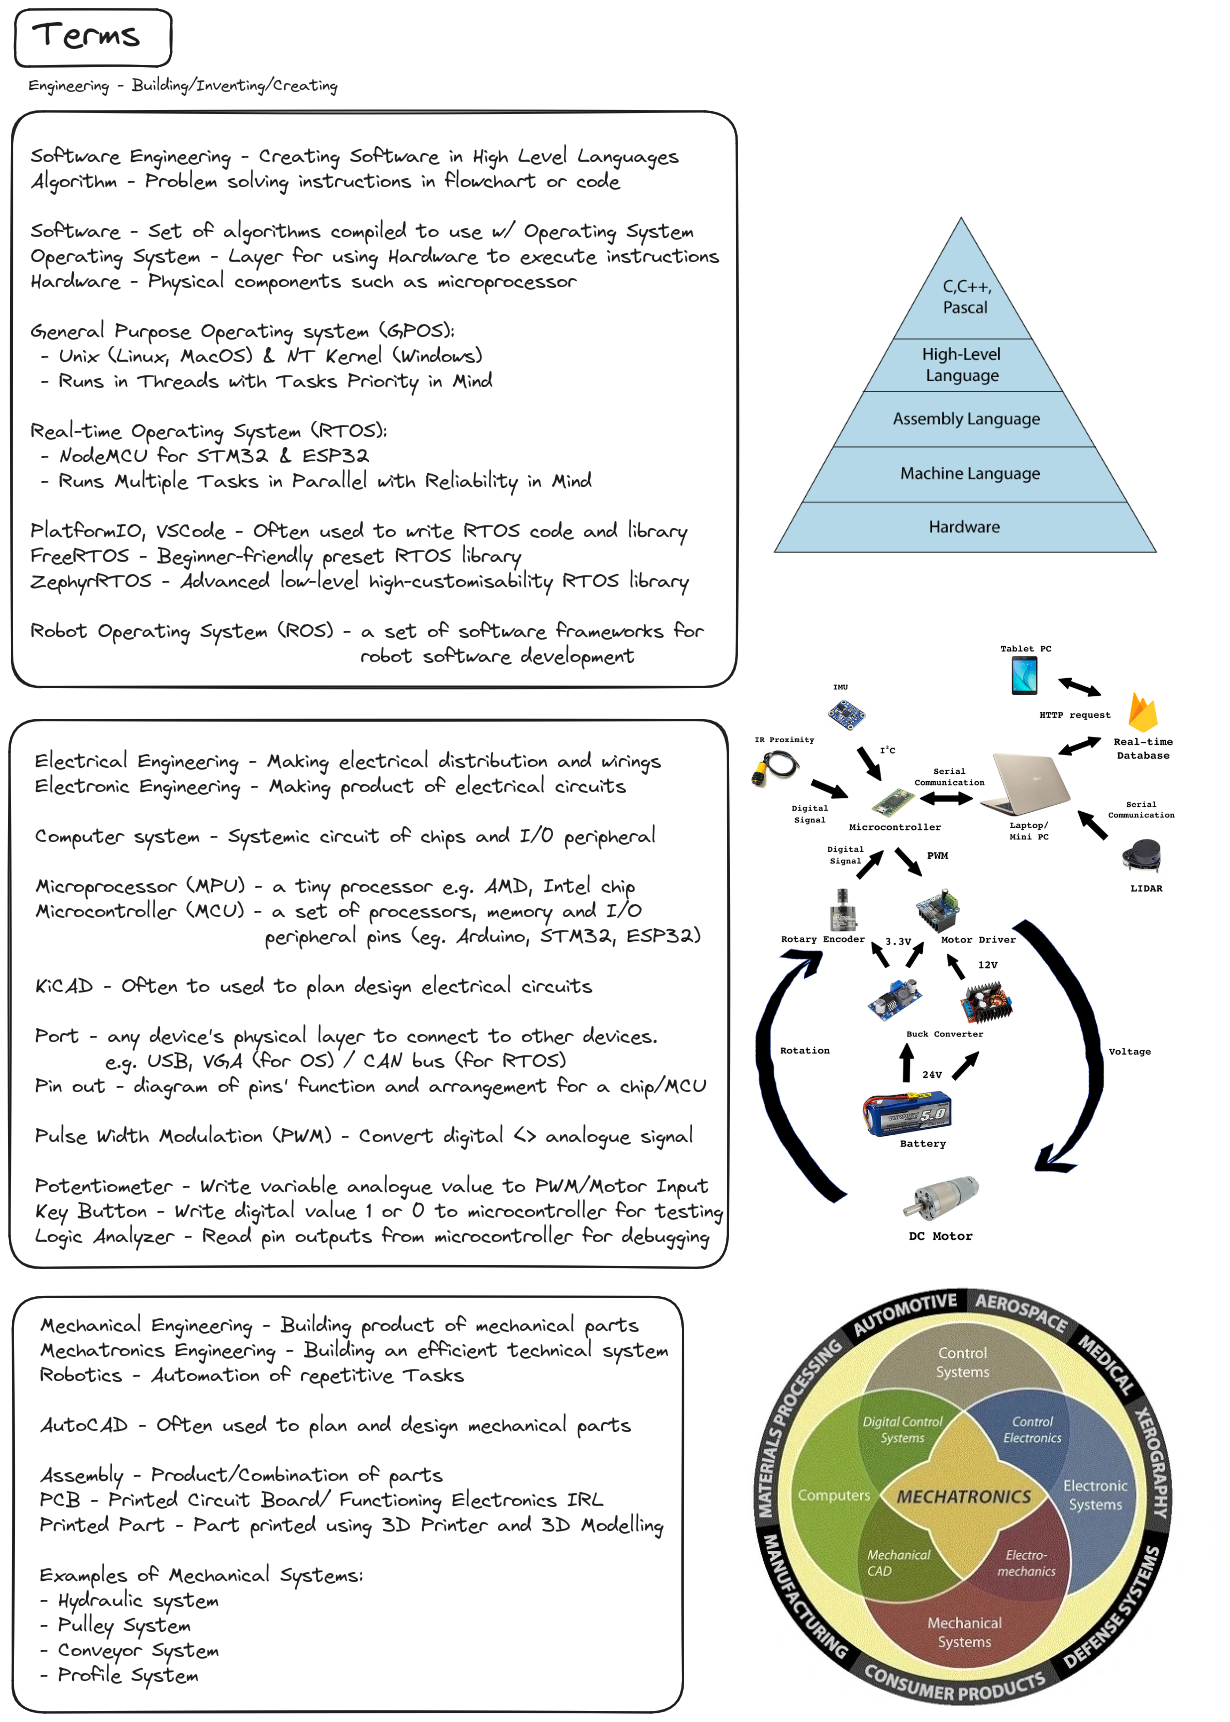 Terms
Engineering - Building/Inventing/Creating
Software Engineering - Creating Software in High Level Languages
Algorithm - Problem solving instructions in flowchart or code
Software - Set of algorithms compiled to use w/ Operating System
Operating System - Layer for using Hardware to execute instructions
Hardware - Physical components such as microprocessor
General Purpose Operating system (GPOS):
- Unix (Linux, MacOS) & NT Kernel (Windows)
- Runs in Threads with Tasks Priority in Mind
Real-time Operating System (RTOS):
- NodeMCU for STM32 & ESP32
- Runs Multiple Tasks in Parallel with Reliability in Mind
PlatformIO, VSCode - Often used to write RTOS code and library
FreeRTOS - Beginner-friendly preset RTOS library
ZephyrRTOS - Advanced low-level high-customisability RTOS library
Robot Operating System (ROS) - a set of software frameworks for
robot software development
C,C++,
Pascal
High-Level
Language
Assembly Language
Machine Language
Hardware
Electrical Engineering - Making electrical distribution and wirings
Electronic Engineering - Making product of electrical circuits
Computer system - Systemic circuit of chips and I/O peripheral
Microprocessor (MPU) - a tiny processor e.g. AMD, Intel chip
Microcontroller (MCU) - a set of processors, memory and I/O
peripheral pins (eg. Arduino, STM32, ESP32)
KiCAD - Often to used to plan design electrical circuits
Port - any device's physical layer to connect to other devices.
e.g. USB, VGA (for OS) / CAN bus (for RTOS)
Pin out - diagram of pins' function and arrangement for a chip/MCU
Pulse Width Modulation (PWM) - Convert digital <> analogue signal
Potentiometer - Write variable analogue value to PWM/Motor Input
Key Button - Write digital value 1 or 0 to microcontroller for testing
Logic Analyzer - Read pin outputs from microcontroller for debugging
Tablet PC
IMU
HTTP request
IR Proximity
I²C
Real-time
Database
Serial
Communication
Digital
Signal
Microcontroller
Laptop/
Mini PC
Serial
Communication
Digital
Signal
PWM
LIDAR
Rotary Encoder
3.3V
Motor Driver
12V
Buck Converter
Rotation
Voltage
24V
5.0
Battery
DC Motor
Mechanical Engineering - Building product of mechanical parts
Mechatronics Engineering - Building an efficient technical system
Robotics - Automation of repetitive Tasks
AutoCAD - Often used to plan and design mechanical parts
Assembly - Product/Combination of parts
PCB - Printed Circuit Board/ Functioning Electronics IRL
Printed Part - Part printed using 3D Printer and 3D Modelling
Examples of Mechanical Systems:
- Hydraulic system
- Pulley System
- Conveyor System
- Profile System
AUTOMOTIVE
AEROSPACE
MEDICAL
XEROGRAPHY
DEFENSE SYSTEMS
CONSUMER PRODUCTS
MANUFACTURING
MATERIALS PROCESSING
Control
Systems
Digital Control
Systems
Control
Electronics
Computers
MECHATRONICS
Electronic
Systems
Mechanical
CAD
Electro-
mechanics
Mechanical
Systems